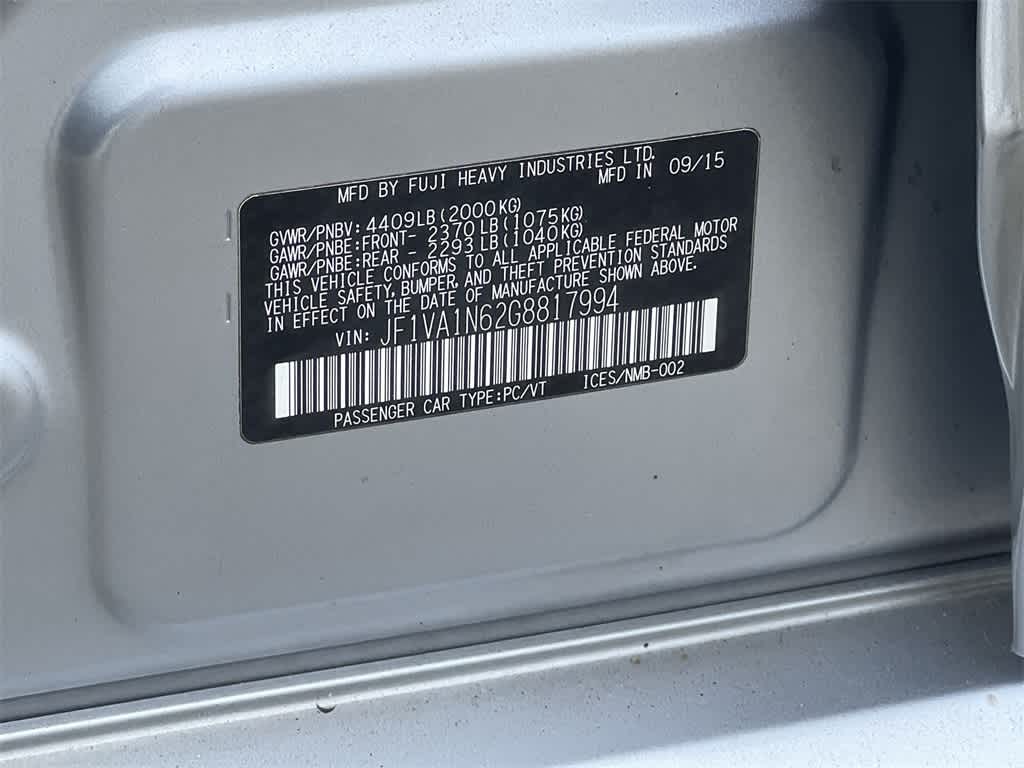 MFD BY FUJI HEAVY INDUSTRIES LTD.
MFD IN 09/15
GVWR/PNBV: 4409LB(2000KG)
GAWR/PNBE:FRONT- 2370LB(1075KG)
GAWR/PNBE:REAR - 2293LB(1040KG)
THIS VEHICLE CONFORMS TO ALL APPLICABLE FEDERAL MOTOR
VEHICLE SAFETY, BUMPER, AND THEFT PREVENTION STANDARDS
IN EFFECT ON THE DATE OF MANUFACTURE SHOWN ABOVE.
VIN: JF1VA1N62G8817994
PASSENGER CAR TYPE:PC/VT ICES/NMB-002